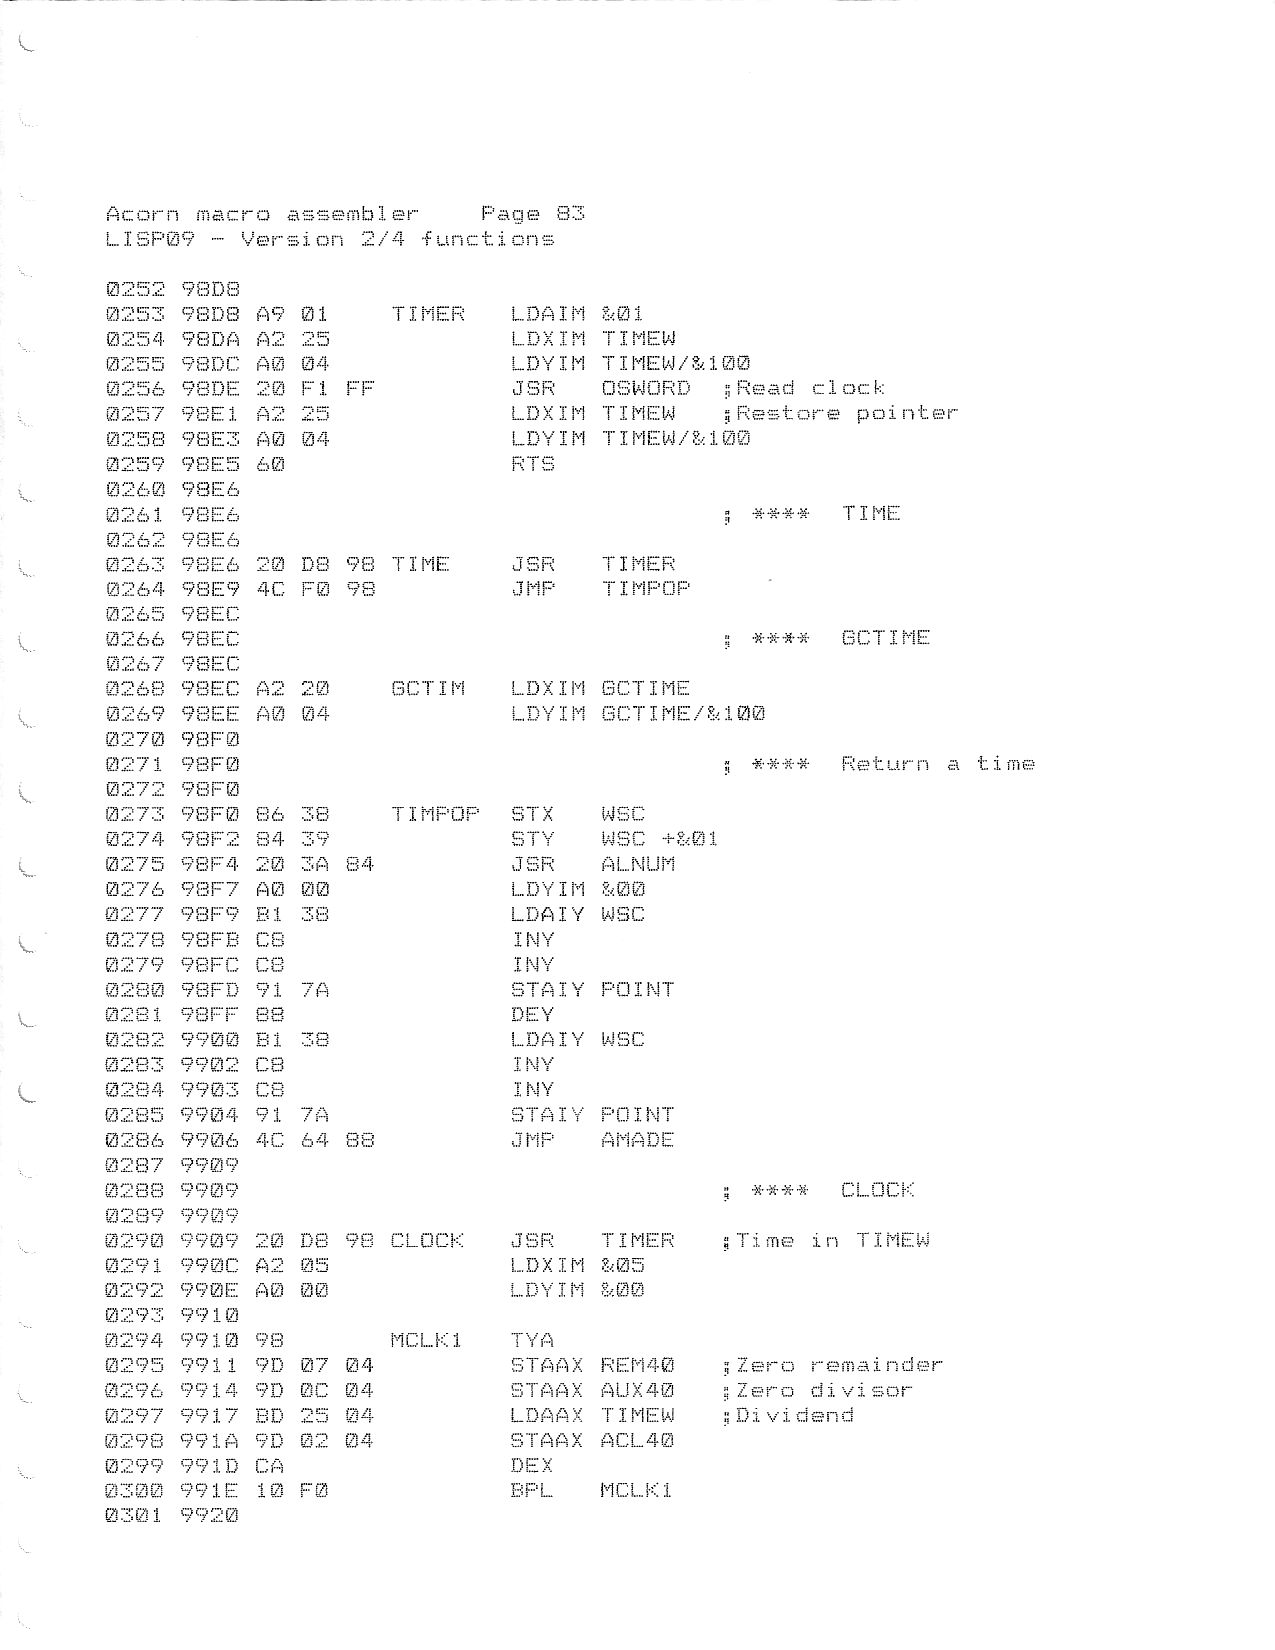 Acorn macro assembler    Page 83
LISP09 - Version 2/4 functions
0252 98D8
0253 98D8 A9 01    TIMER   LDAIM &01
0254 98DA A2 25            LDXIM TIMEW
0255 98DC A0 04            LDYIM TIMEW/&100
0256 98DE 20 F1 FF         JSR   OSWORD  ;Read clock
0257 98E1 A2 25            LDXIM TIMEW   ;Restore pointer
0258 98E3 A0 04            LDYIM TIMEW/&100
0259 98E5 60               RTS
0260 98E6
0261 98E6                                ; ****  TIME
0262 98E6
0263 98E6 20 D8 98 TIME    JSR   TIMER
0264 98E9 4C F0 98         JMP   TIMPOP
0265 98EC
0266 98EC                                ; ****  GCTIME
0267 98EC
0268 98EC A2 20    GCTIM   LDXIM GCTIME
0269 98EE A0 04            LDYIM GCTIME/&100
0270 98F0
0271 98F0                                ; ****  Return a time
0272 98F0
0273 98F0 86 38    TIMPOP  STX   WSC
0274 98F2 84 39            STY   WSC +&01
0275 98F4 20 3A 84         JSR   ALNUM
0276 98F7 A0 00            LDYIM &00
0277 98F9 B1 38            LDAIY WSC
0278 98FB C8               INY
0279 98FC C8               INY
0280 98FD 91 7A            STAIY POINT
0281 98FF 88               DEY
0282 9900 B1 38            LDAIY WSC
0283 9902 C8               INY
0284 9903 C8               INY
0285 9904 91 7A            STAIY POINT
0286 9906 4C 64 88         JMP   AMADE
0287 9909
0288 9909                                ; ****  CLOCK
0289 9909
0290 9909 20 D8 98 CLOCK   JSR   TIMER   ;Time in TIMEW
0291 990C A2 05            LDXIM &05
0292 990E A0 00            LDYIM &00
0293 9910
0294 9910 98       MCLK1   TYA
0295 9911 9D 07 04         STAAX REM40   ;Zero remainder
0296 9914 9D 0C 04         STAAX AUX40   ;Zero divisor
0297 9917 BD 25 04         LDAAX TIMEW   ;Dividend
0298 991A 9D 02 04         STAAX ACL40
0299 991D CA               DEX
0300 991E 10 F0            BPL   MCLK1
0301 9920